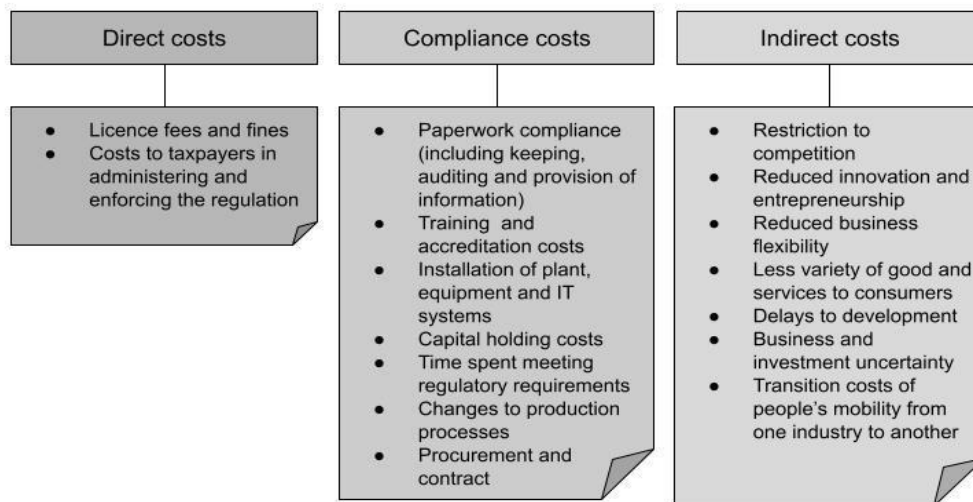 Direct costs
● Licence fees and fines
● Costs to taxpayers in
administering and
enforcing the regulation
Compliance costs
● Paperwork compliance
(including keeping,
auditing and provision of
information)
● Training and
accreditation costs
● Installation of plant,
equipment and IT
systems
● Capital holding costs
● Time spent meeting
regulatory requirements
● Changes to production
processes
● Procurement and
contract
Indirect costs
● Restriction to
competition
● Reduced innovation and
entrepreneurship
● Reduced business
flexibility
● Less variety of good and
services to consumers
● Delays to development
● Business and
investment uncertainty
● Transition costs of
people's mobility from
one industry to another